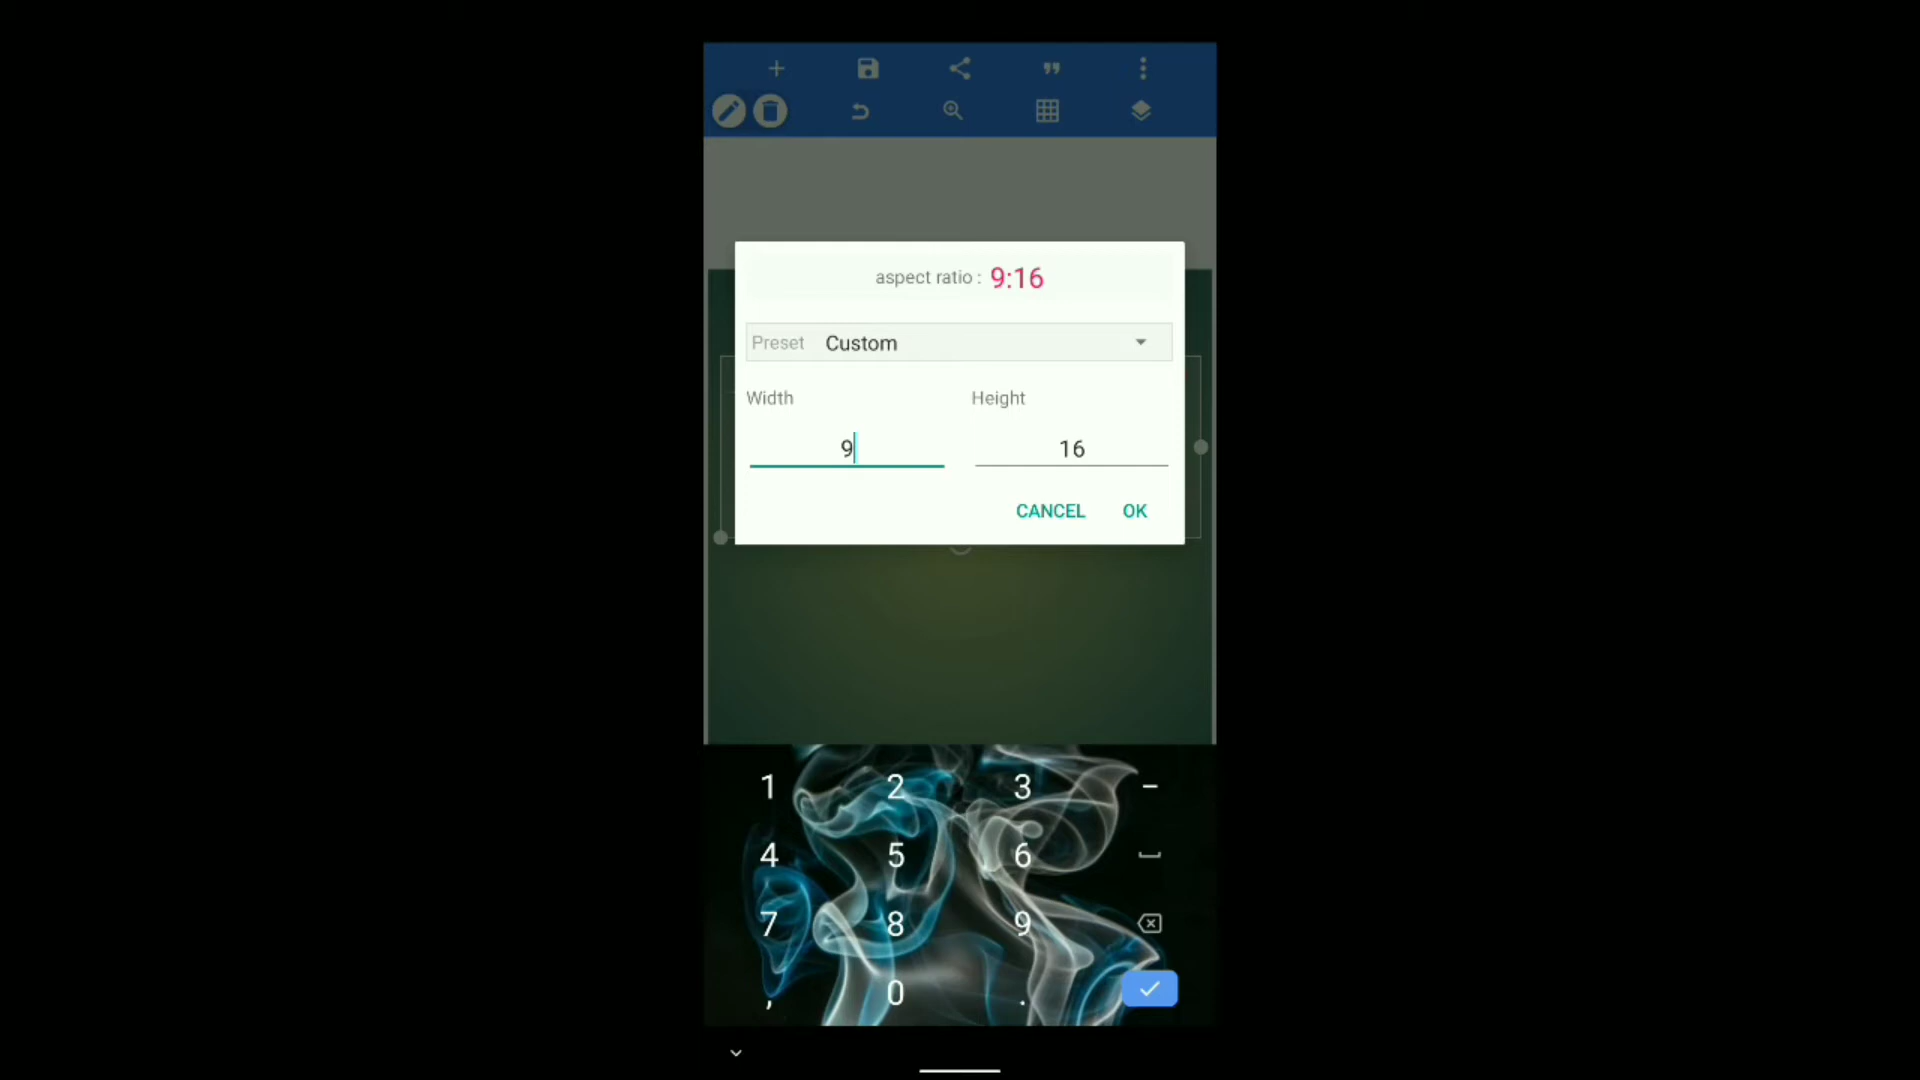 aspect ratio : 9:16
Preset Custom
Width Height
9 16
CANCEL OK
1 2 3 -
4 5 6
7 8 9
, 0 .